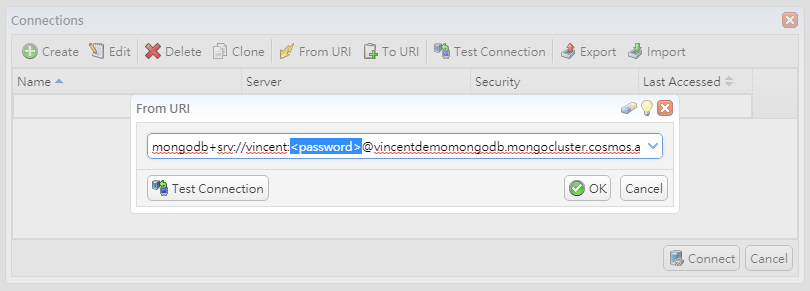 Connections
Create Edit Delete Clone From URI To URI Test Connection Export Import
Name Server Security Last Accessed
From URI
mongodb+srv://vincent:<password>@vincentdemomongodb.mongocluster.cosmos.a
Test Connection OK Cancel
Connect Cancel